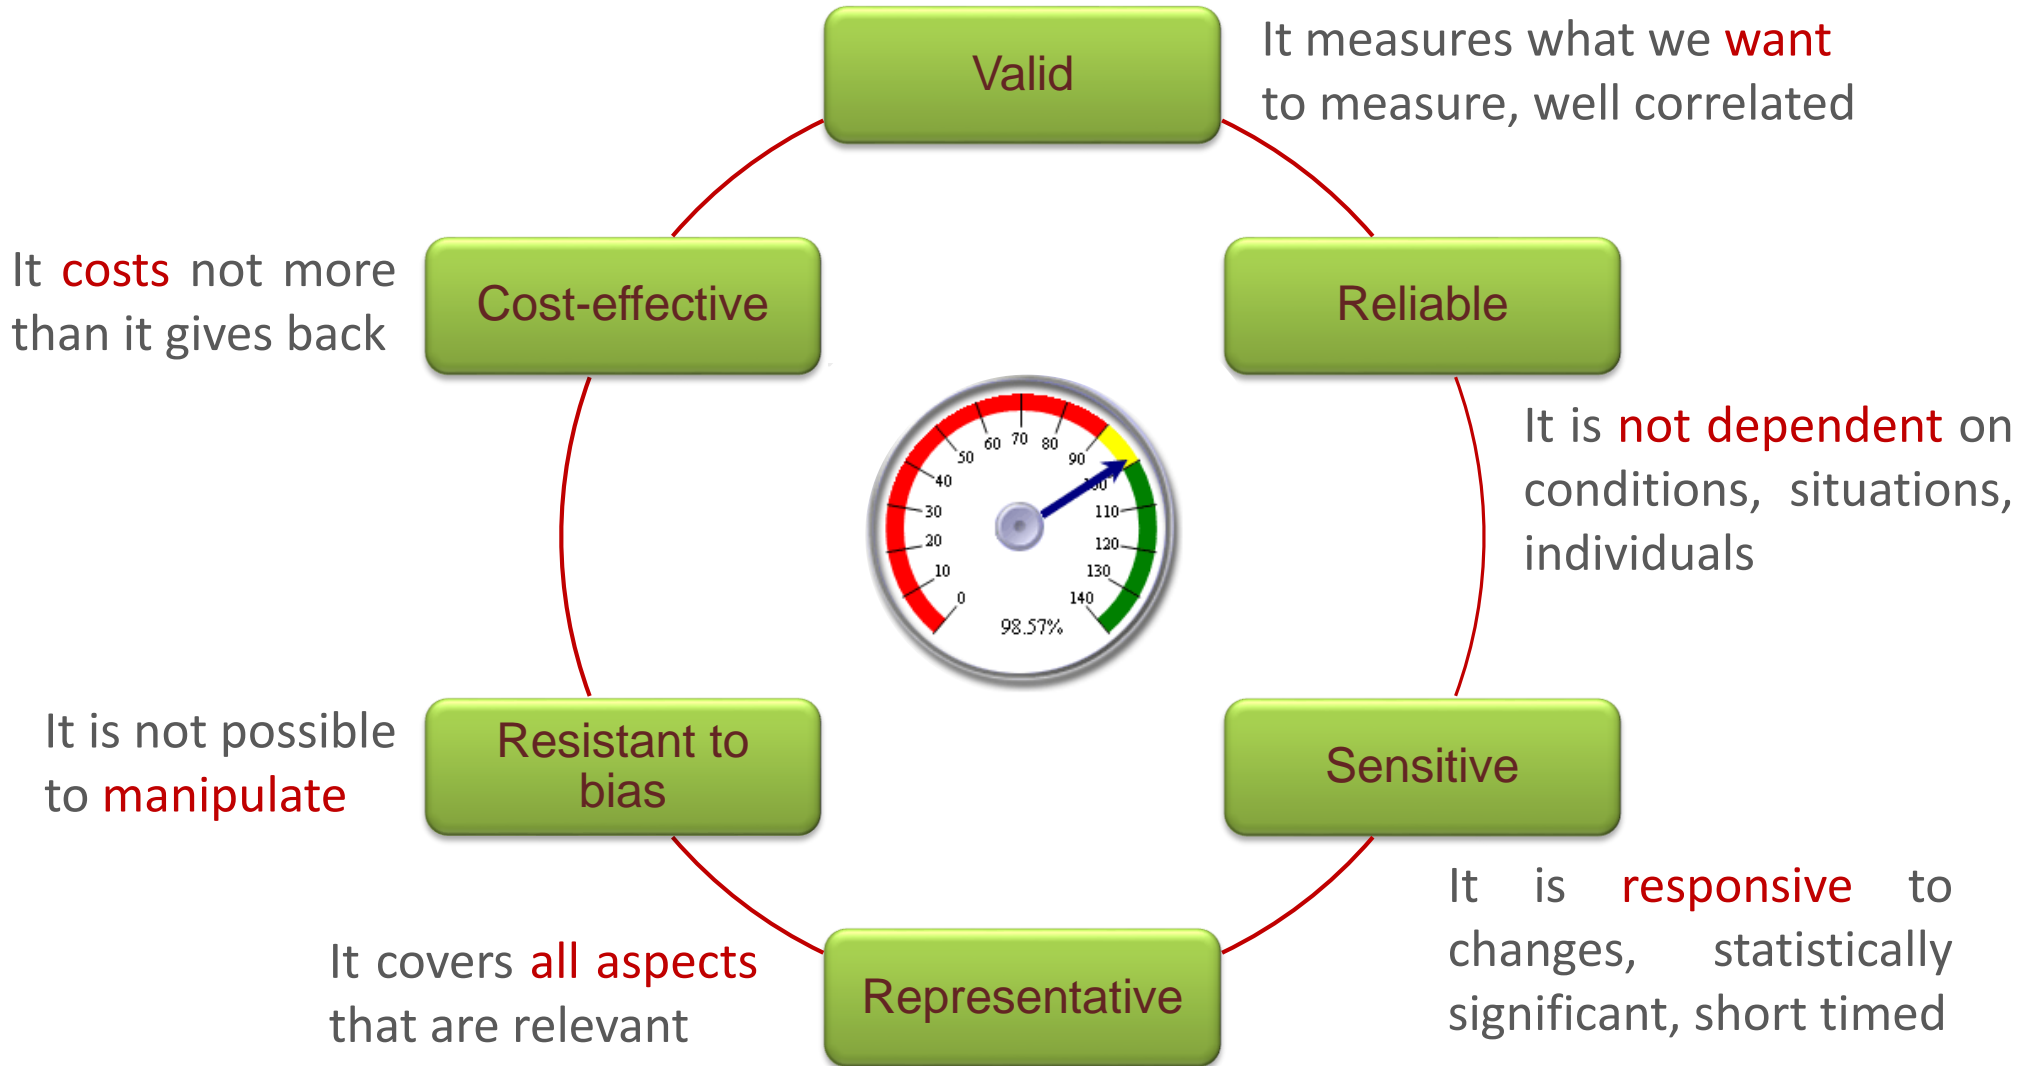 Valid
It measures what we want
to measure, well correlated
Cost-effective
It costs not more
than it gives back
Reliable
It is not dependent on
conditions, situations,
individuals
0
10
20
30
40
50
60
70
80
90
100
110
120
130
140
98.57%
Resistant to
bias
It is not possible
to manipulate
Sensitive
It is responsive to
changes, statistically
significant, short timed
Representative
It covers all aspects
that are relevant